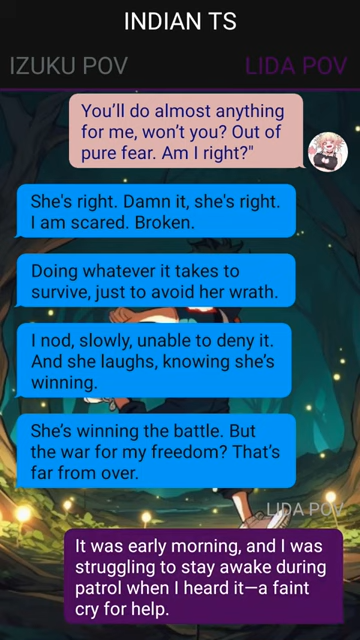 INDIAN TS
IZUKU POV
LIDA POV
You'll do almost anything
for me, won't you? Out of
pure fear. Am I right?"
She's right. Damn it, she's right.
I am scared. Broken.
Doing whatever it takes to
survive, just to avoid her wrath.
I nod, slowly, unable to deny it.
And she laughs, knowing she's
winning.
She's winning the battle. But
the war for my freedom? That's
far from over.
LIDA POV
It was early morning, and I was
struggling to stay awake during
patrol when I heard it—a faint
cry for help.